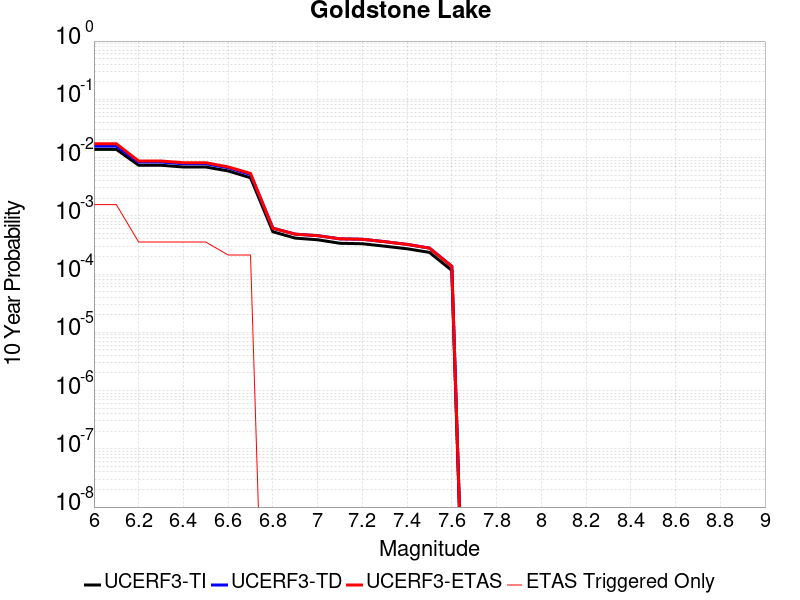 Goldstone Lake
10 Year Probability
10^0
10^-1
10^-2
10^-3
10^-4
10^-5
10^-6
10^-7
10^-8
6 6.2 6.4 6.6 6.8 7 7.2 7.4 7.6 7.8 8 8.2 8.4 8.6 8.8 9
Magnitude
UCERF3-TI UCERF3-TD UCERF3-ETAS ETAS Triggered Only